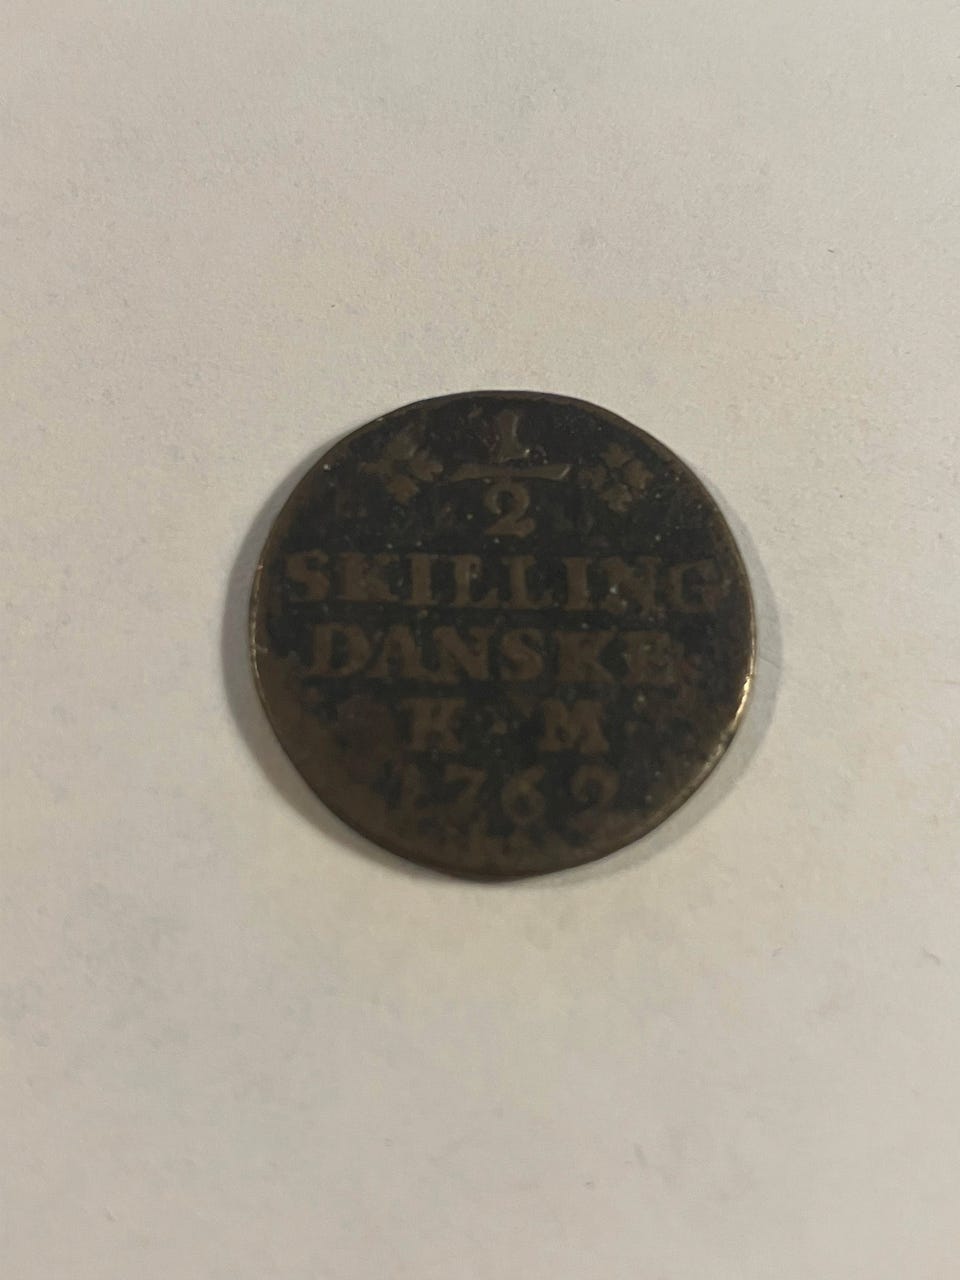 1
2
SKILLING
DANSKE
K · M
1762